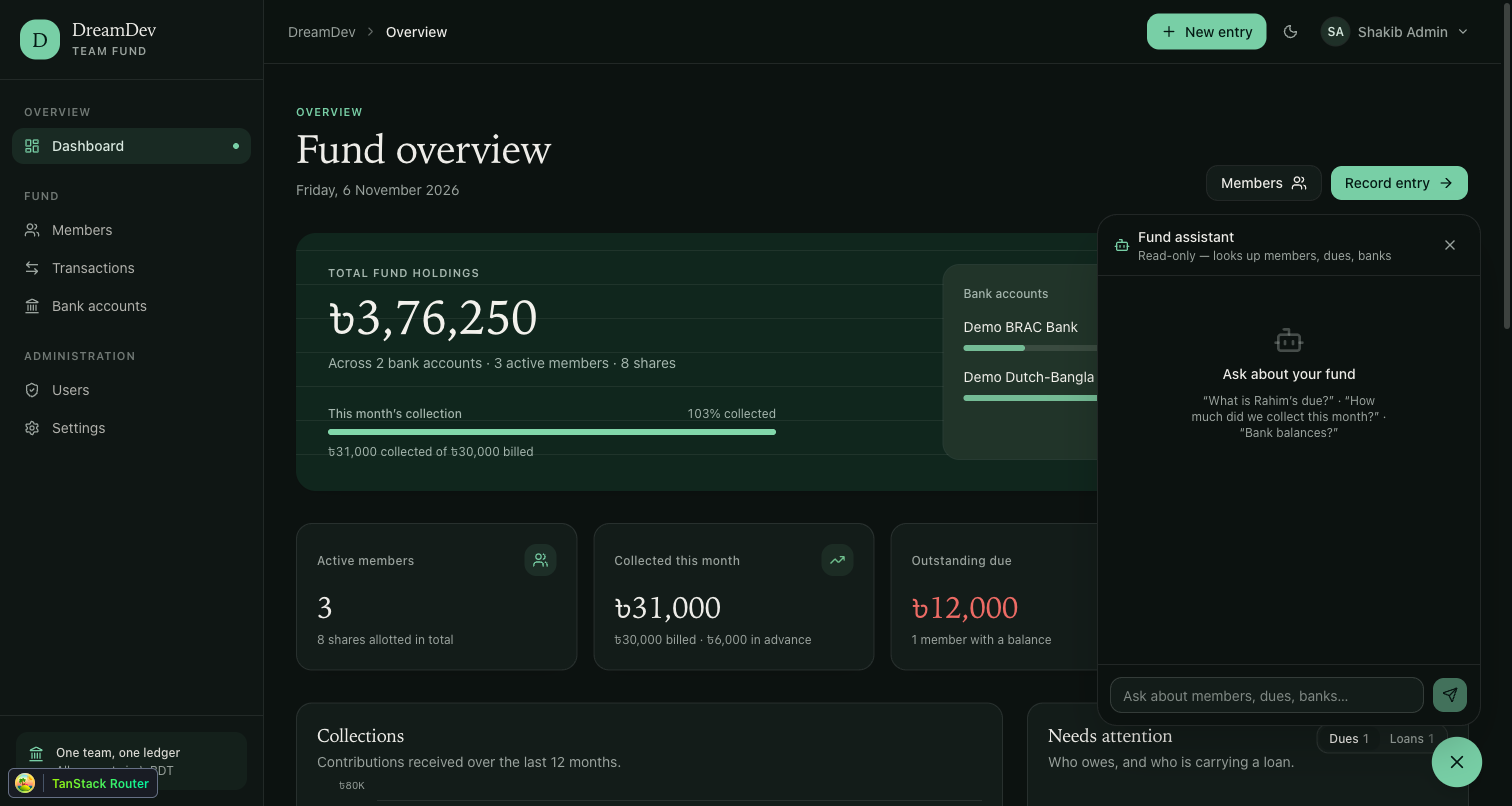 D
DreamDev
TEAM FUND
OVERVIEW
Dashboard
FUND
Members
Transactions
Bank accounts
ADMINISTRATION
Users
Settings
One team, one ledger
TanStack Router
DreamDev
Overview
New entry
SA
Shakib Admin
OVERVIEW
Fund overview
Friday, 6 November 2026
Members
Record entry
TOTAL FUND HOLDINGS
৳3,76,250
Across 2 bank accounts · 3 active members · 8 shares
This month's collection
103% collected
৳31,000 collected of ৳30,000 billed
Bank accounts
Demo BRAC Bank
Demo Dutch-Bangla
Active members
3
8 shares allotted in total
Collected this month
৳31,000
৳30,000 billed · ৳6,000 in advance
Outstanding due
৳12,000
1 member with a balance
Collections
Contributions received over the last 12 months.
৳80K
Needs attention
Who owes, and who is carrying a loan.
Dues 1
Loans 1
Fund assistant
Read-only — looks up members, dues, banks
Ask about your fund
“What is Rahim’s due?” · “How
much did we collect this month?” ·
“Bank balances?”
Ask about members, dues, banks…